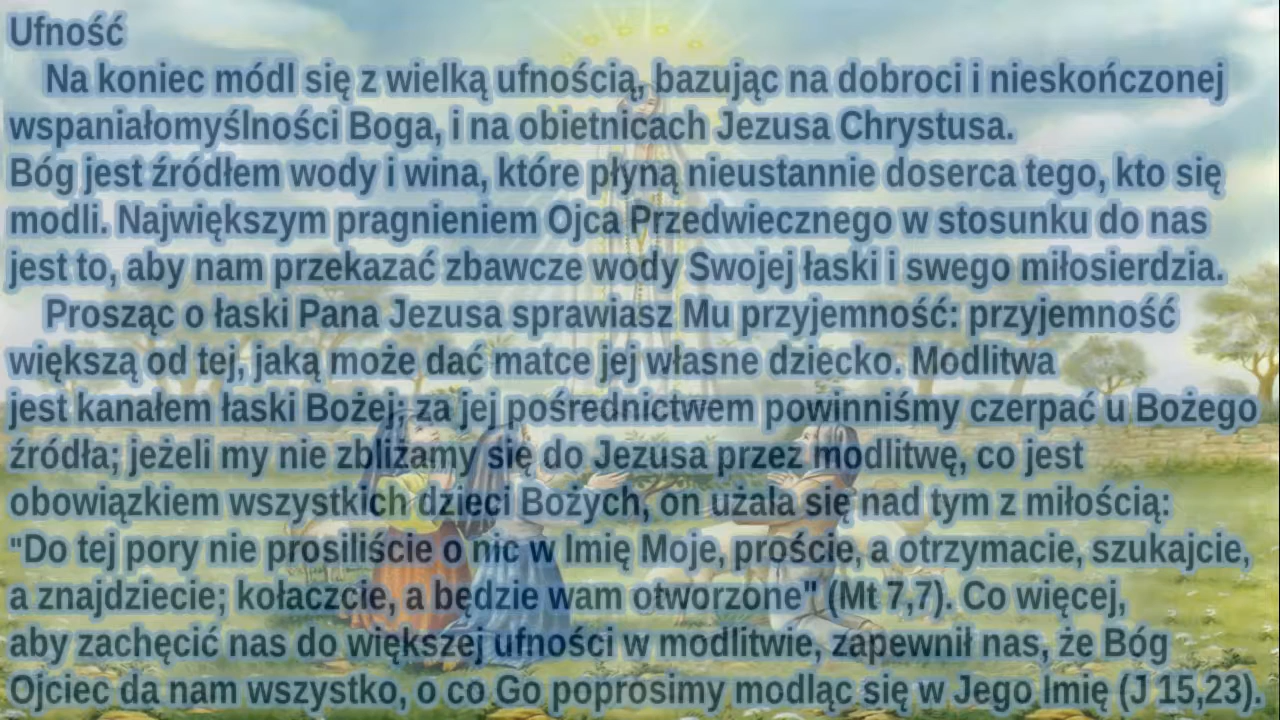 Ufność
Na koniec módl się z wielką ufnością, bazując na dobroci i nieskończonej
wspaniałomyślności Boga, i na obietnicach Jezusa Chrystusa.
Bóg jest źródłem wody i wina, które płyną nieustannie doserca tego, kto się
modli. Największym pragnieniem Ojca Przedwiecznego w stosunku do nas
jest to, aby nam przekazać zbawcze wody Swojej łaski i swego miłosierdzia.
Prosząc o łaski Pana Jezusa sprawiasz Mu przyjemność: przyjemność
większą od tej, jaką może dać matce jej własne dziecko. Modlitwa
jest kanałem łaski Bożej, za jej pośrednictwem powinniśmy czerpać u Bożego
źródła; jeżeli my nie zbliżamy się do Jezusa przez modlitwę, co jest
obowiązkiem wszystkich dzieci Bożych, on użala się nad tym z miłością:
"Do tej pory nie prosiliście o nic w Imię Moje, proście, a otrzymacie, szukajcie,
a znajdziecie; kołaczcie, a będzie wam otworzone" (Mt 7,7). Co więcej,
aby zachęcić nas do większej ufności w modlitwie, zapewnił nas, że Bóg
Ojciec da nam wszystko, o co Go poprosimy modląc się w Jego Imię (J 15,23).